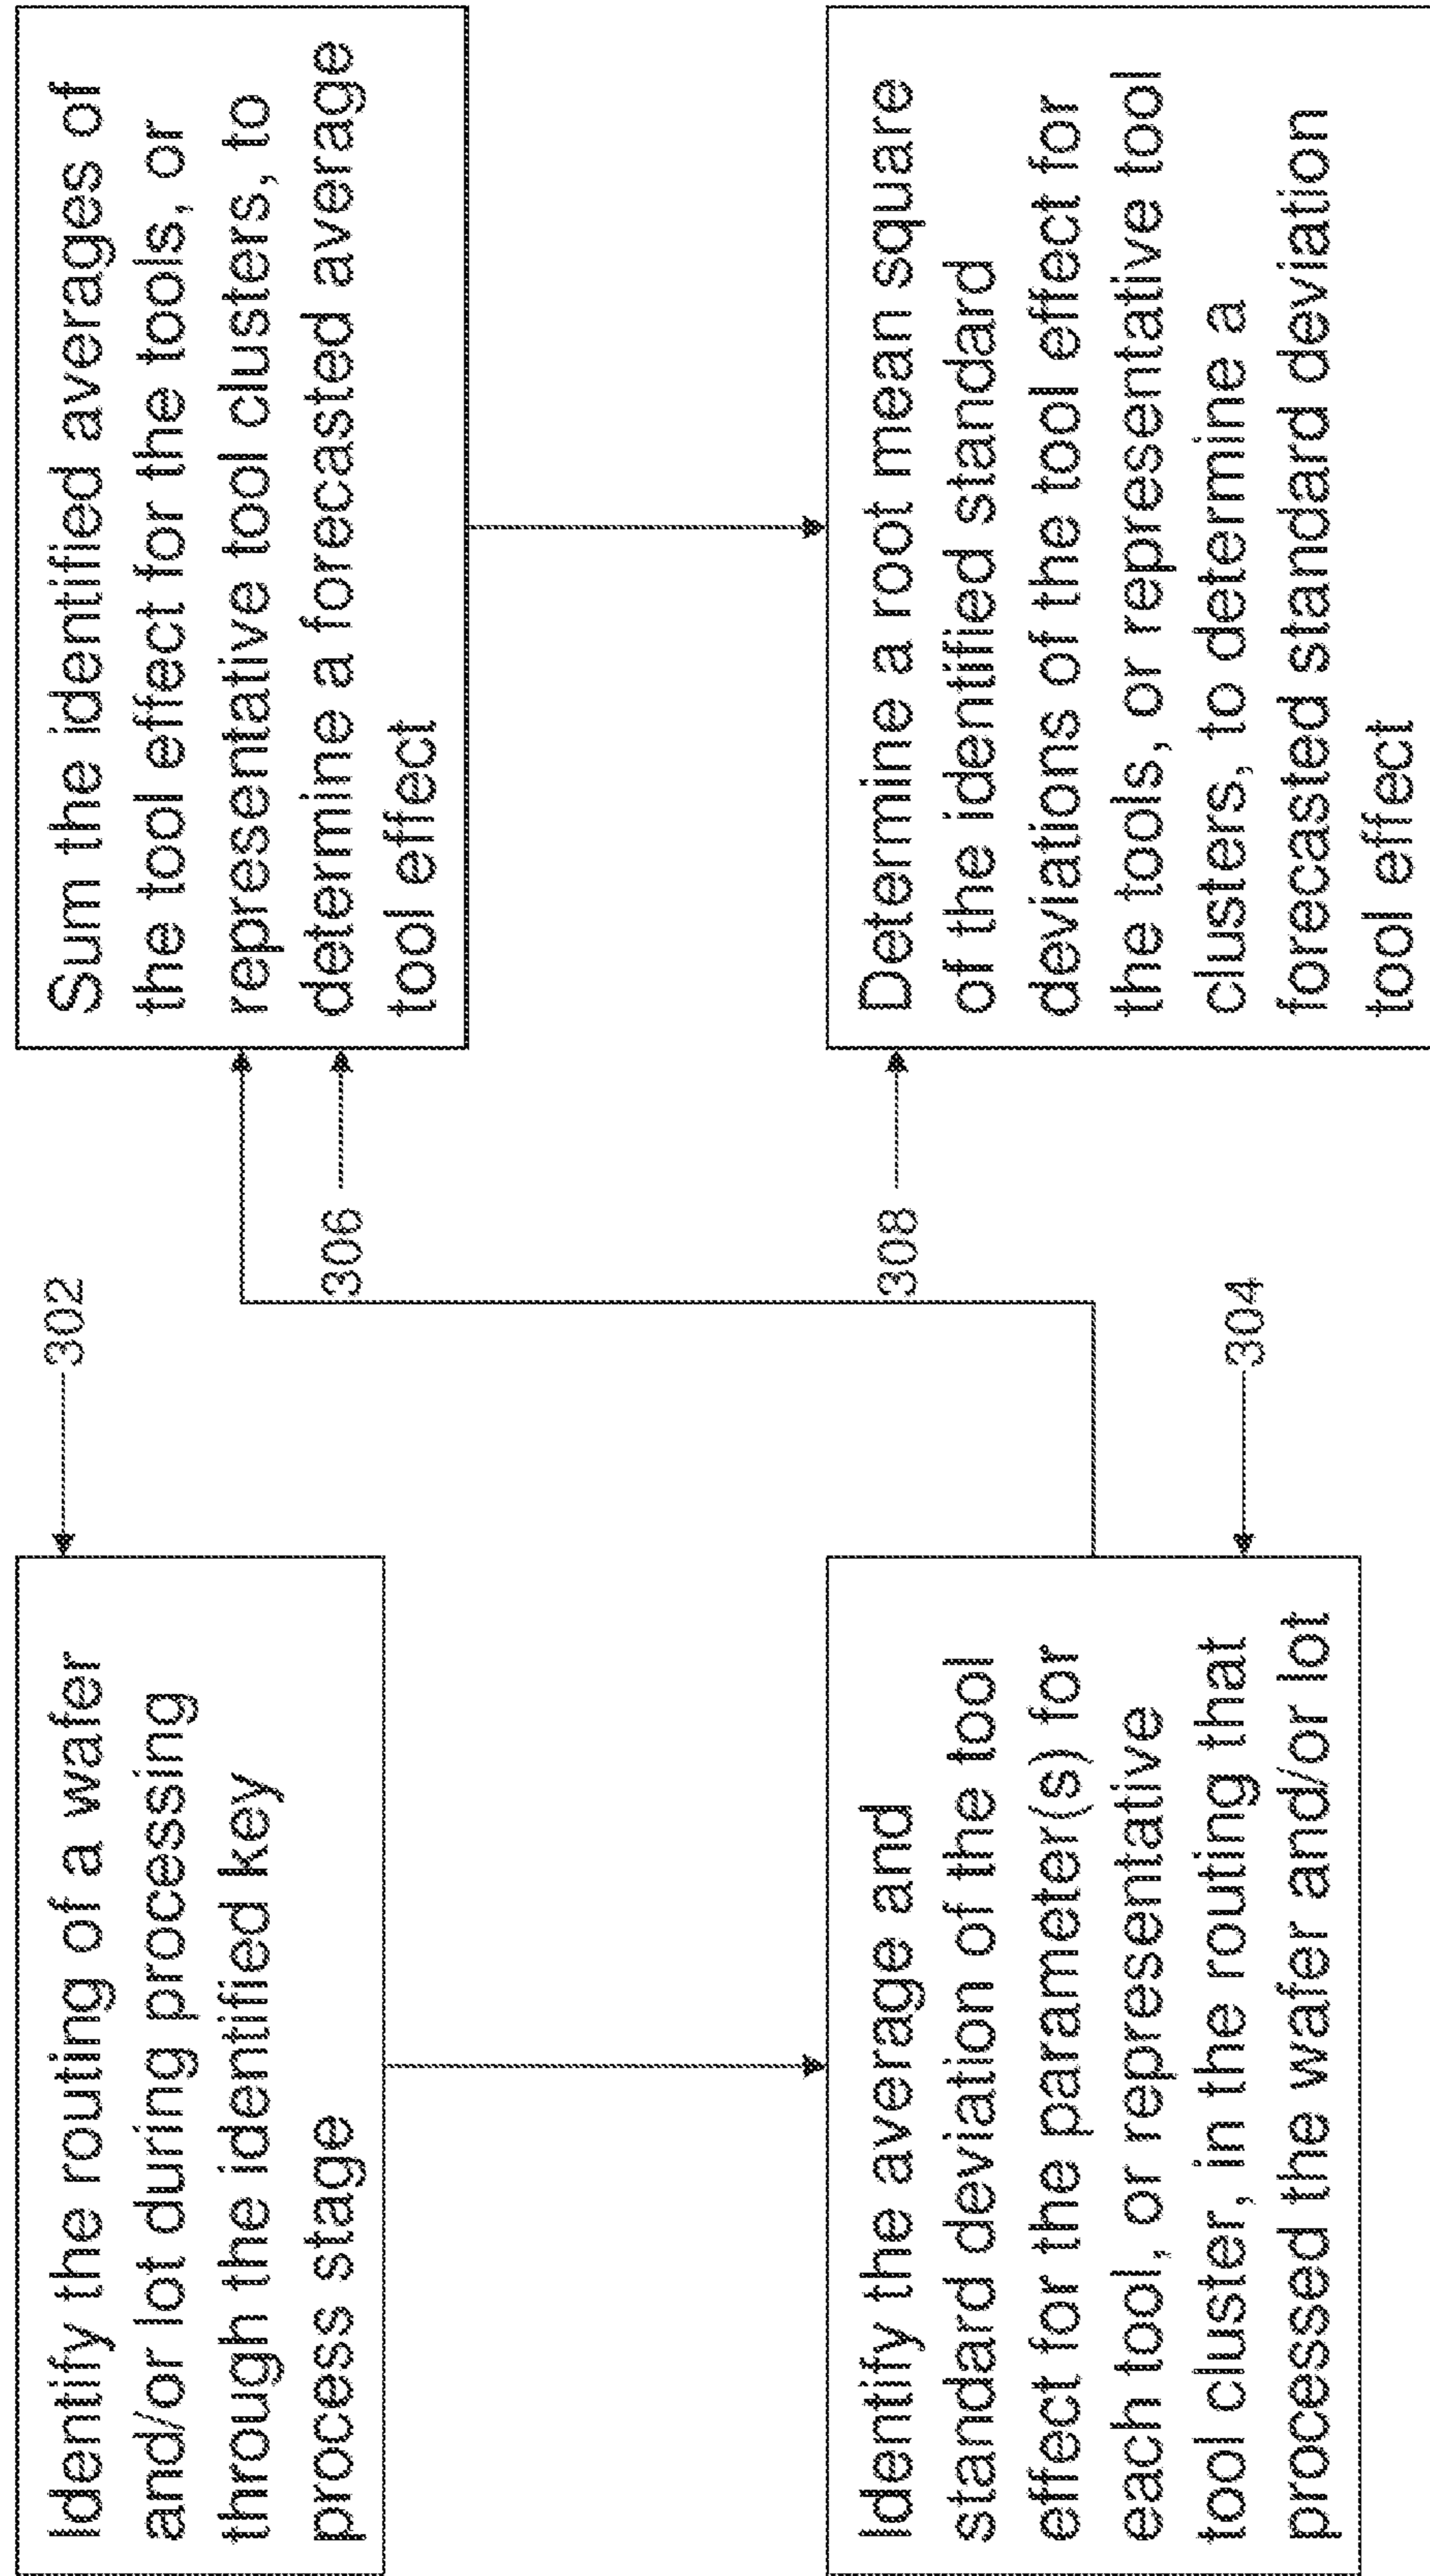 Identify the routing of a wafer
and/or lot during processing
through the identified key
process stage
302
Identify the average and
standard deviation of the tool
effect for the parameter(s) for
each tool, or representative
tool cluster, in the routing that
processed the wafer and/or lot
304
Sum the identified averages of
the tool effect for the tools, or
representative tool clusters, to
determine a forecasted average
tool effect
306
Determine a root mean square
of the identified standard
deviations of the tool effect for
the tools, or representative tool
clusters, to determine a
forecasted standard deviation
tool effect
308